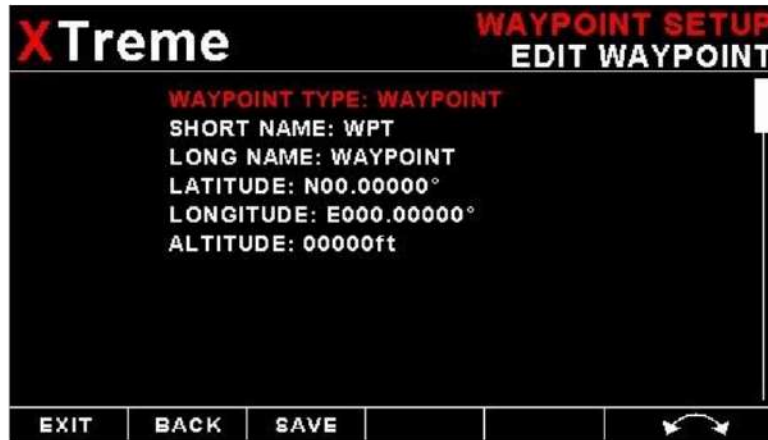 XTreme
WAYPOINT SETUP
EDIT WAYPOINT
WAYPOINT TYPE: WAYPOINT
SHORT NAME: WPT
LONG NAME: WAYPOINT
LATITUDE: N00.00000°
LONGITUDE: E000.00000°
ALTITUDE: 00000ft
EXIT BACK SAVE